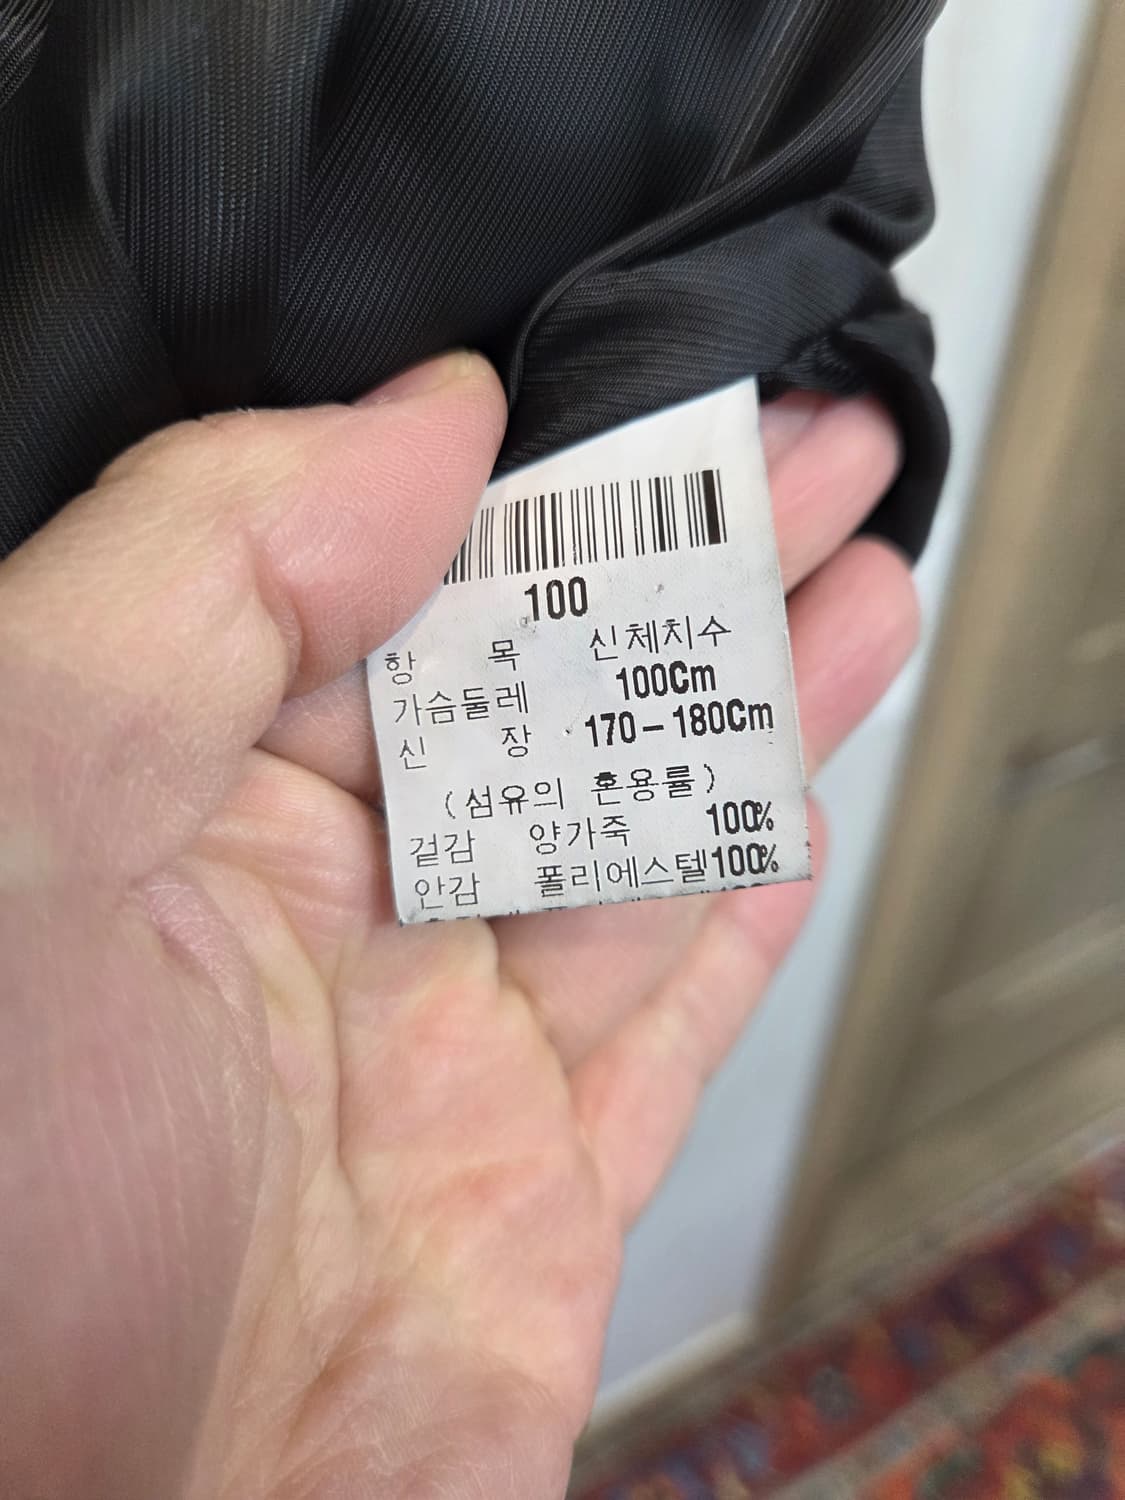 100
항 목 신체치수
가슴둘레 100Cm
신 장 170-180Cm
(섬유의 혼용률)
겉감 양가죽 100%
안감 폴리에스텔100%